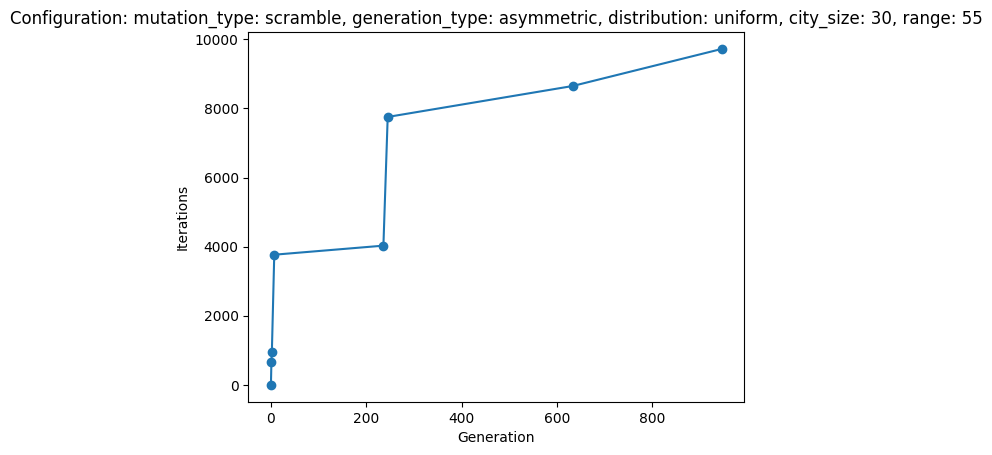 Configuration: mutation_type: scramble, generation_type: asymmetric, distribution: uniform, city_size: 30, range: 55
10000
8000
6000
4000
2000
0
Iterations
0 200 400 600 800
Generation